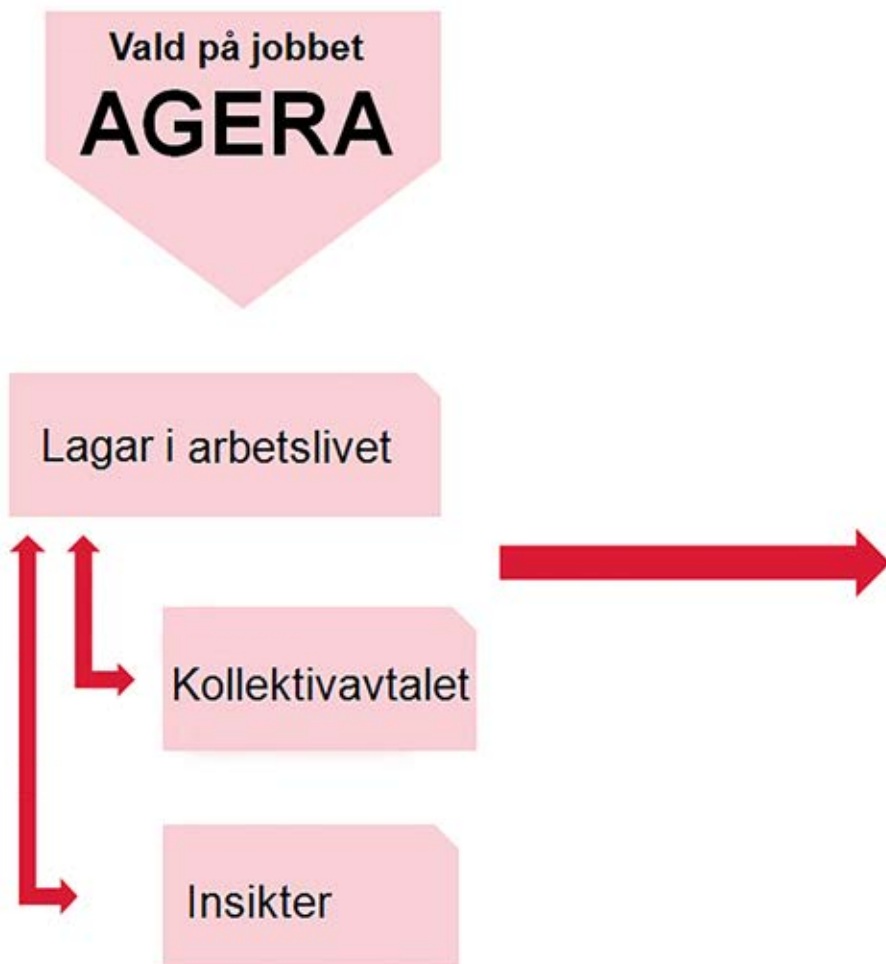 Vald på jobbet
AGERA
Lagar i arbetslivet
Kollektivavtalet
Insikter